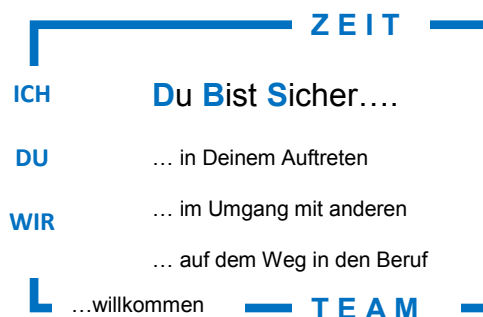 ZEIT
ICH
Du Bist Sicher….
DU
… in Deinem Auftreten
WIR
… im Umgang mit anderen
… auf dem Weg in den Beruf
…willkommen
TEAM